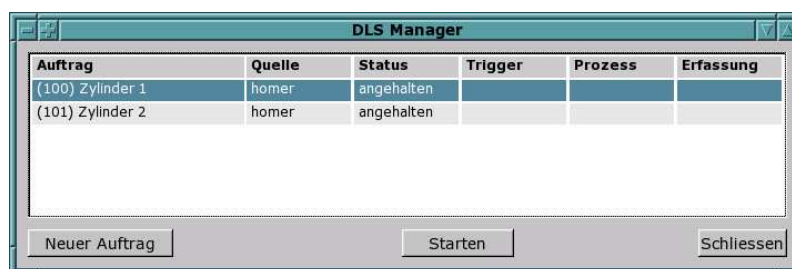 DLS Manager
Auftrag Quelle Status Trigger Prozess Erfassung
(100) Zylinder 1 homer angehalten
(101) Zylinder 2 homer angehalten
Neuer Auftrag Starten Schliessen